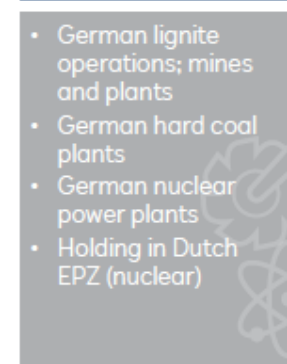 • German lignite
operations; mines
and plants
• German hard coal
plants
• German nuclear
power plants
• Holding in Dutch
EPZ (nuclear)